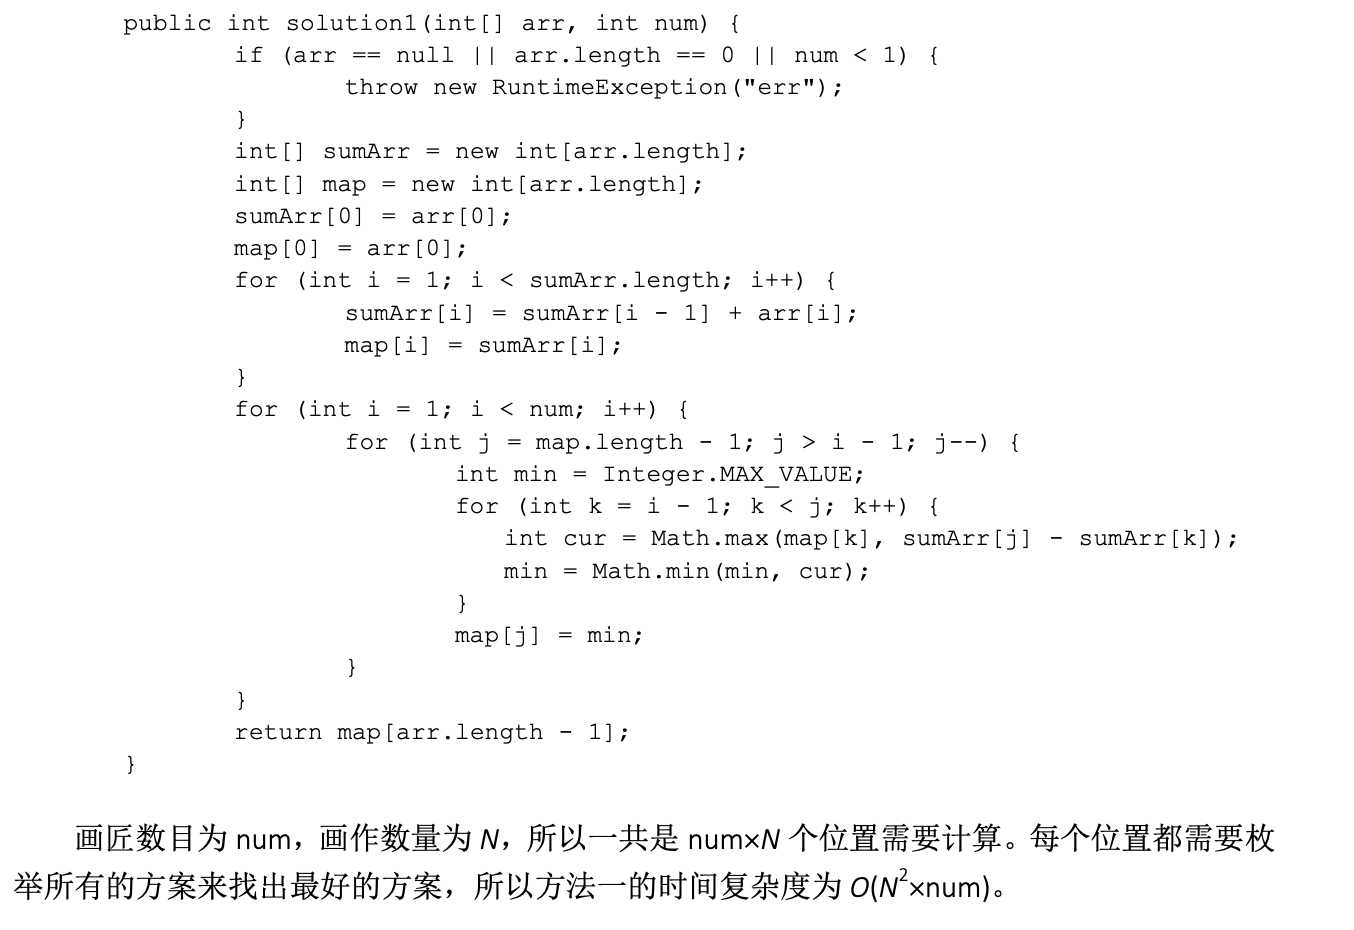 public int solution1(int[] arr, int num) {
if (arr == null || arr.length == 0 || num < 1) {
throw new RuntimeException("err");
}
int[] sumArr = new int[arr.length];
int[] map = new int[arr.length];
sumArr[0] = arr[0];
map[0] = arr[0];
for (int i = 1; i < sumArr.length; i++) {
sumArr[i] = sumArr[i - 1] + arr[i];
map[i] = sumArr[i];
}
for (int i = 1; i < num; i++) {
for (int j = map.length - 1; j > i - 1; j--) {
int min = Integer.MAX_VALUE;
for (int k = i - 1; k < j; k++) {
int cur = Math.max(map[k], sumArr[j] - sumArr[k]);
min = Math.min(min, cur);
}
map[j] = min;
}
}
return map[arr.length - 1];
}
画匠数目为 num，画作数量为 N，所以一共是 num×N 个位置需要计算。每个位置都需要枚
举所有的方案来找出最好的方案，所以方法一的时间复杂度为 O(N²×num)。